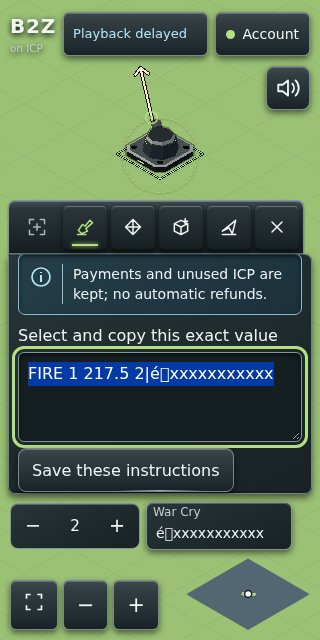 B2Z
on ICP
Playback delayed
Account
Payments and unused ICP are
kept; no automatic refunds.
Select and copy this exact value
FIRE 1 217.5 2|é▯xxxxxxxxxxx
Save these instructions
− 2 +
War Cry
é▯xxxxxxxxxxx
− +